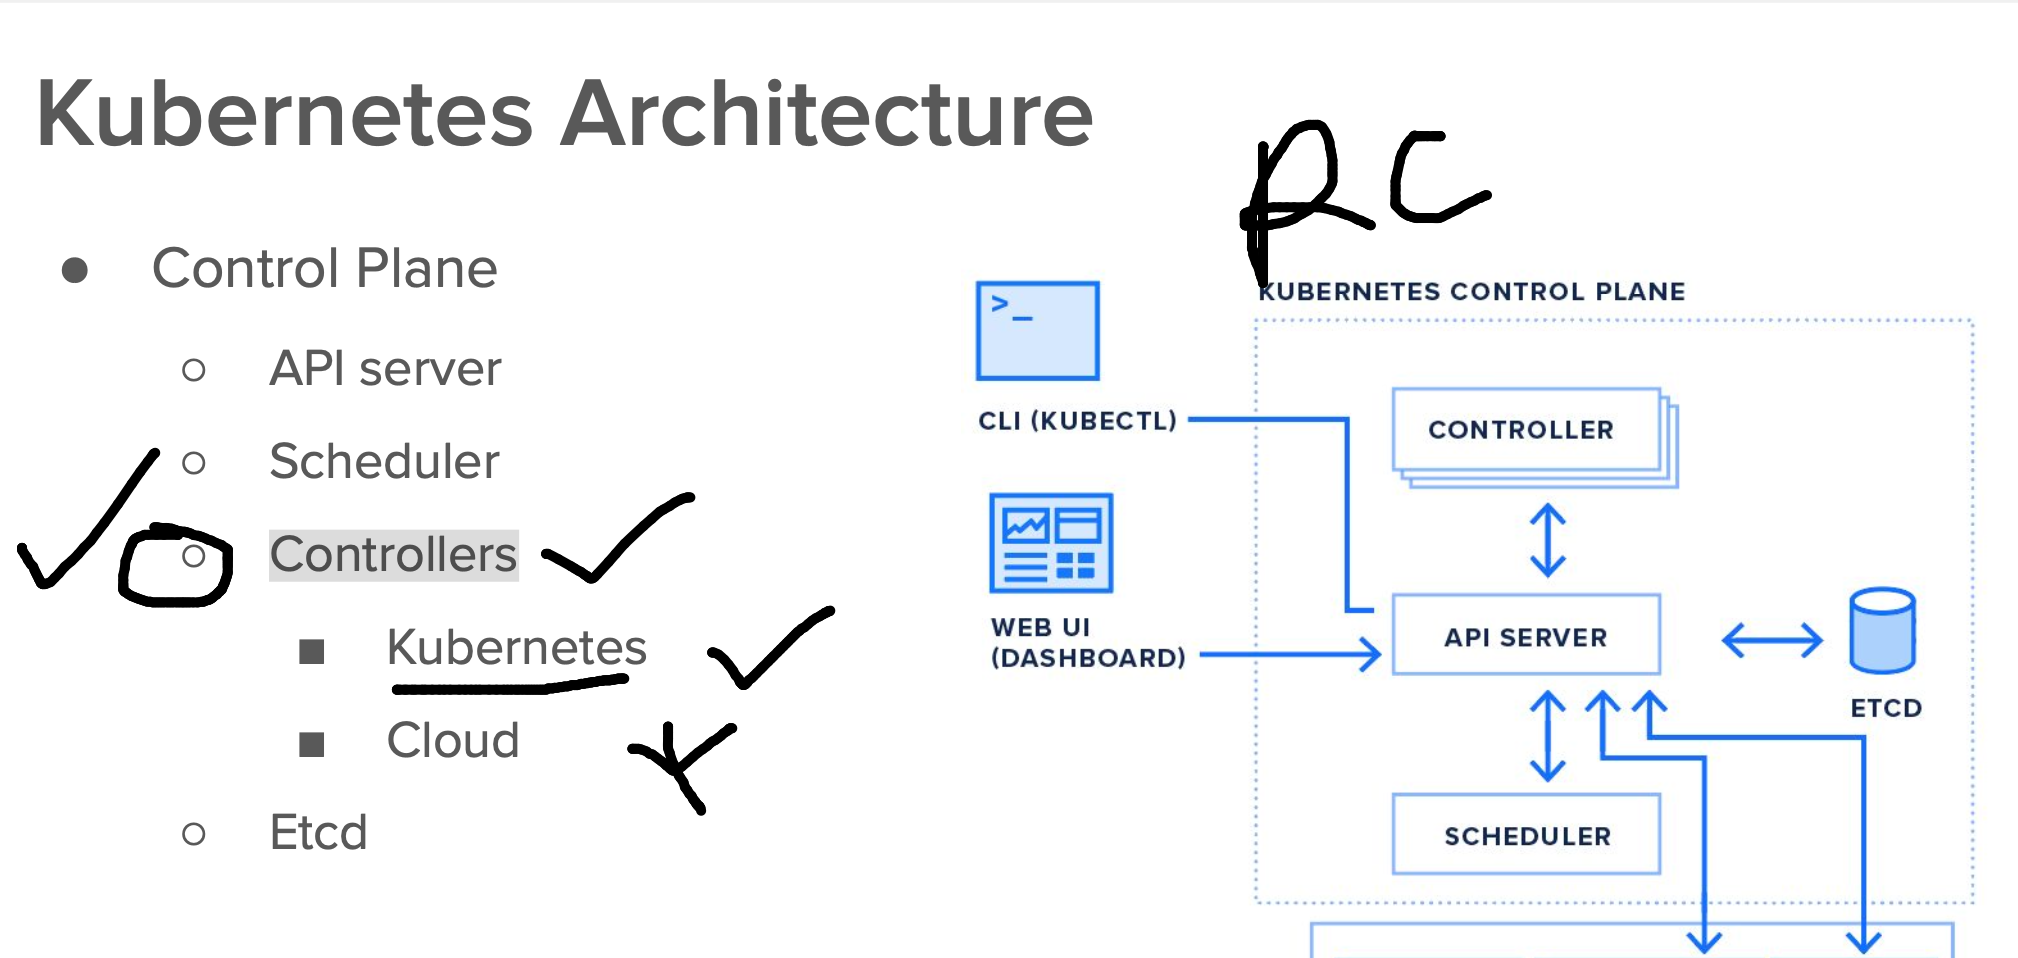 Kubernetes Architecture
RC
● Control Plane
○ API server
○ Scheduler
○ Controllers
■ Kubernetes
■ Cloud
○ Etcd
KUBERNETES CONTROL PLANE
>_
CLI (KUBECTL)
CONTROLLER
WEB UI
(DASHBOARD)
API SERVER
ETCD
SCHEDULER